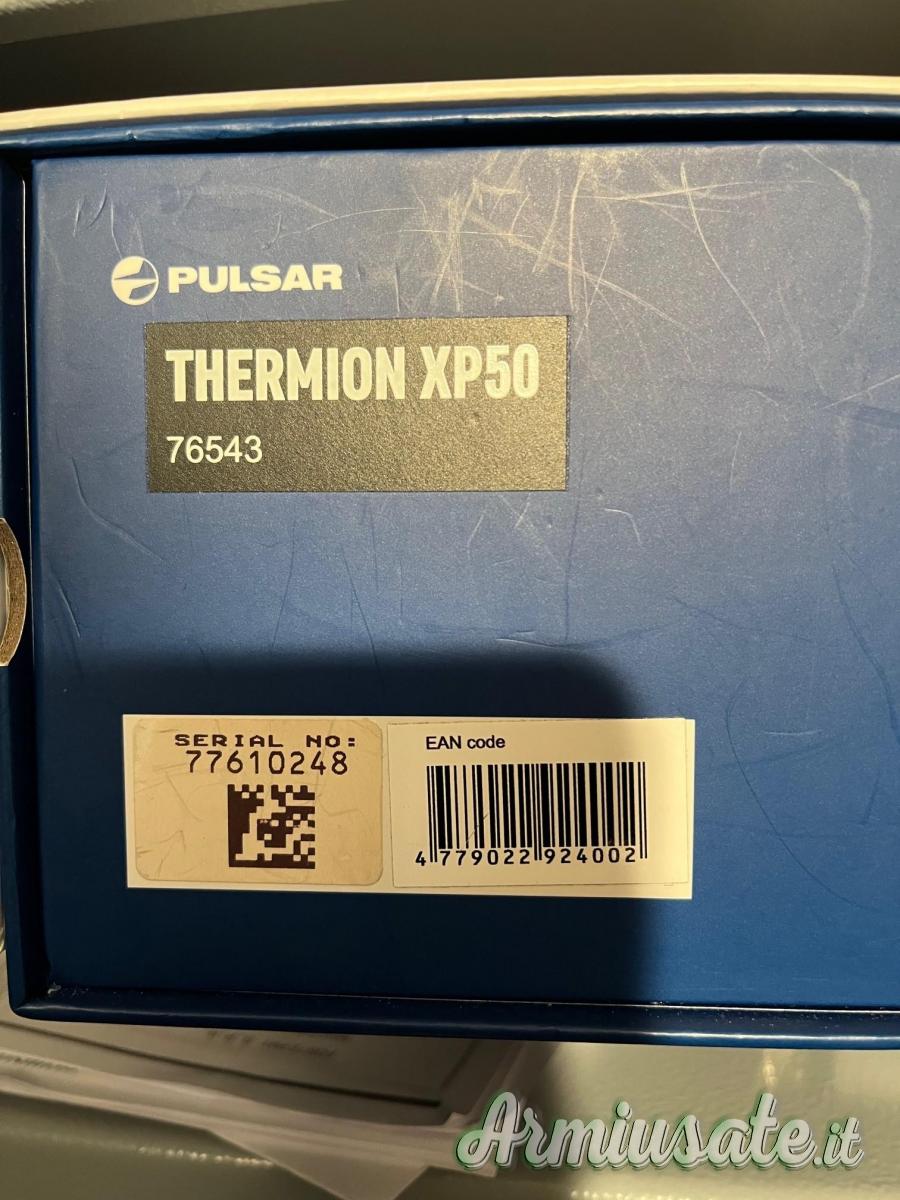 PULSAR
THERMION XP50
76543
SERIAL NO:
77610248
EAN code
4 779022 924002
Armiusate.it